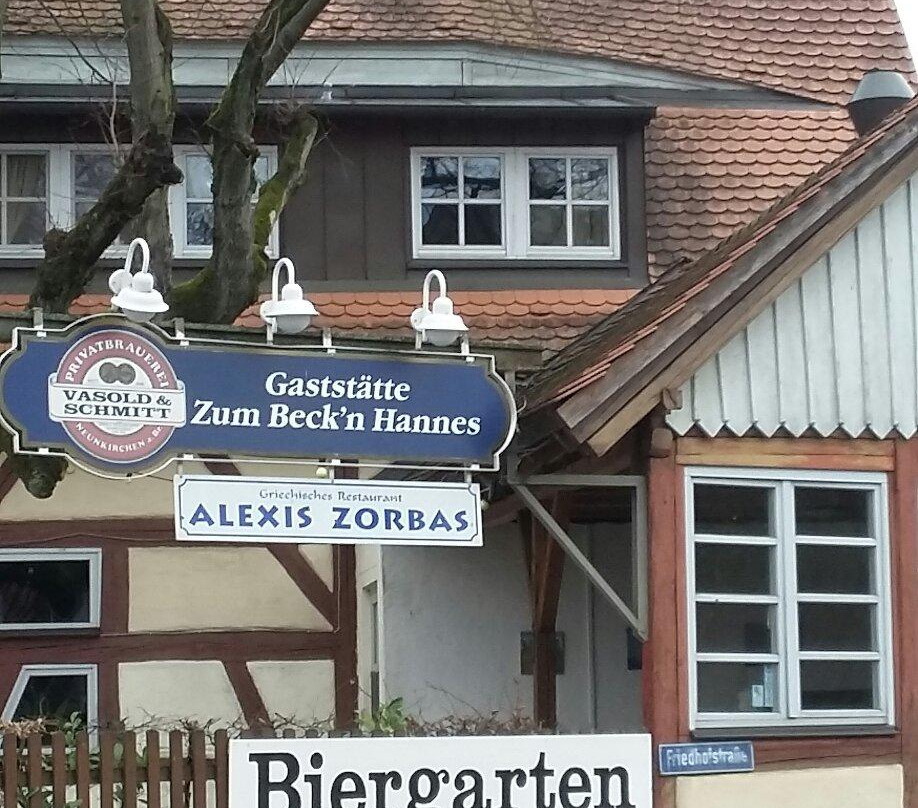 PRIVATBRAUEREI
VASOLD &
SCHMITT
NEUNKIRCHEN a. Br.
Gaststätte
Zum Beck'n Hannes
Griechisches Restaurant
ALEXIS ZORBAS
Biergarten
Friedhofstraße